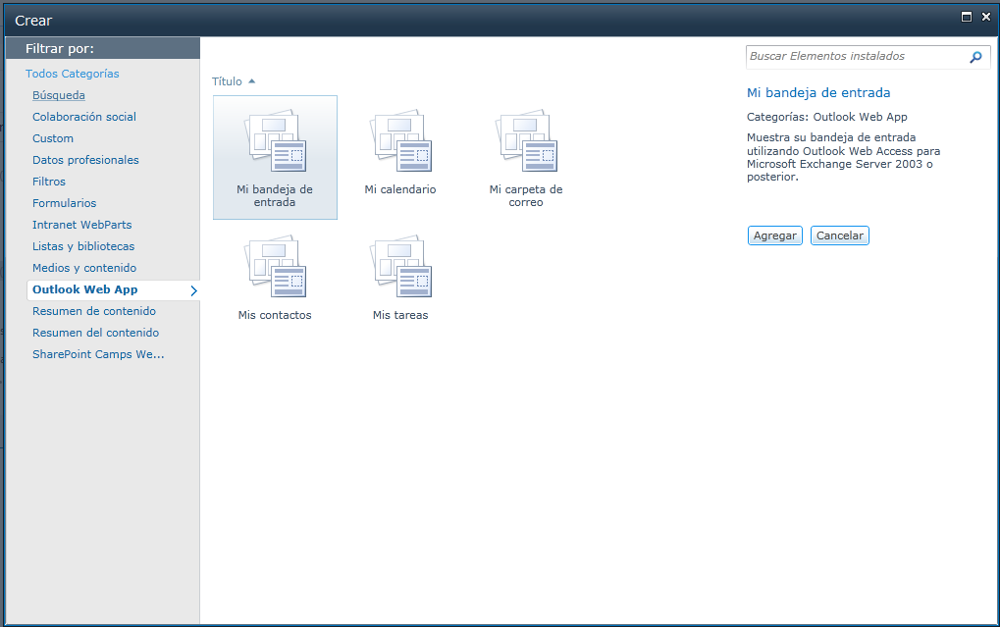 Crear
Filtrar por:
Todos Categorías
Búsqueda
Colaboración social
Custom
Datos profesionales
Filtros
Formularios
Intranet WebParts
Listas y bibliotecas
Medios y contenido
Outlook Web App
Resumen de contenido
Resumen del contenido
SharePoint Camps We...
Título
Mi bandeja de
entrada
Mi calendario
Mi carpeta de
correo
Mis contactos
Mis tareas
Buscar Elementos instalados
Mi bandeja de entrada
Categorías: Outlook Web App
Muestra su bandeja de entrada
utilizando Outlook Web Access para
Microsoft Exchange Server 2003 o
posterior.
Agregar
Cancelar